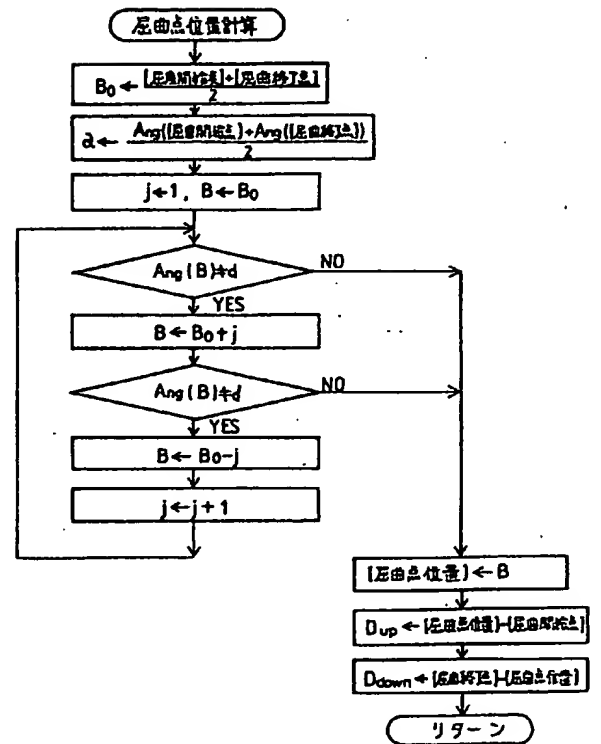 屈曲点位置計算
B₀ ← [屈曲開始点]+[屈曲終了点]
2
d ← Ang([屈曲開始点])+Ang([屈曲終了点])
2
j←1, B←B₀
Ang(B)≠d
NO
YES
B←B₀+j
Ang(B)≠d
NO
YES
B←B₀-j
j←j+1
[屈曲点位置]←B
Dup←[屈曲点位置]-[屈曲開始点]
Ddown←[屈曲終了点]-[屈曲点位置]
リターン